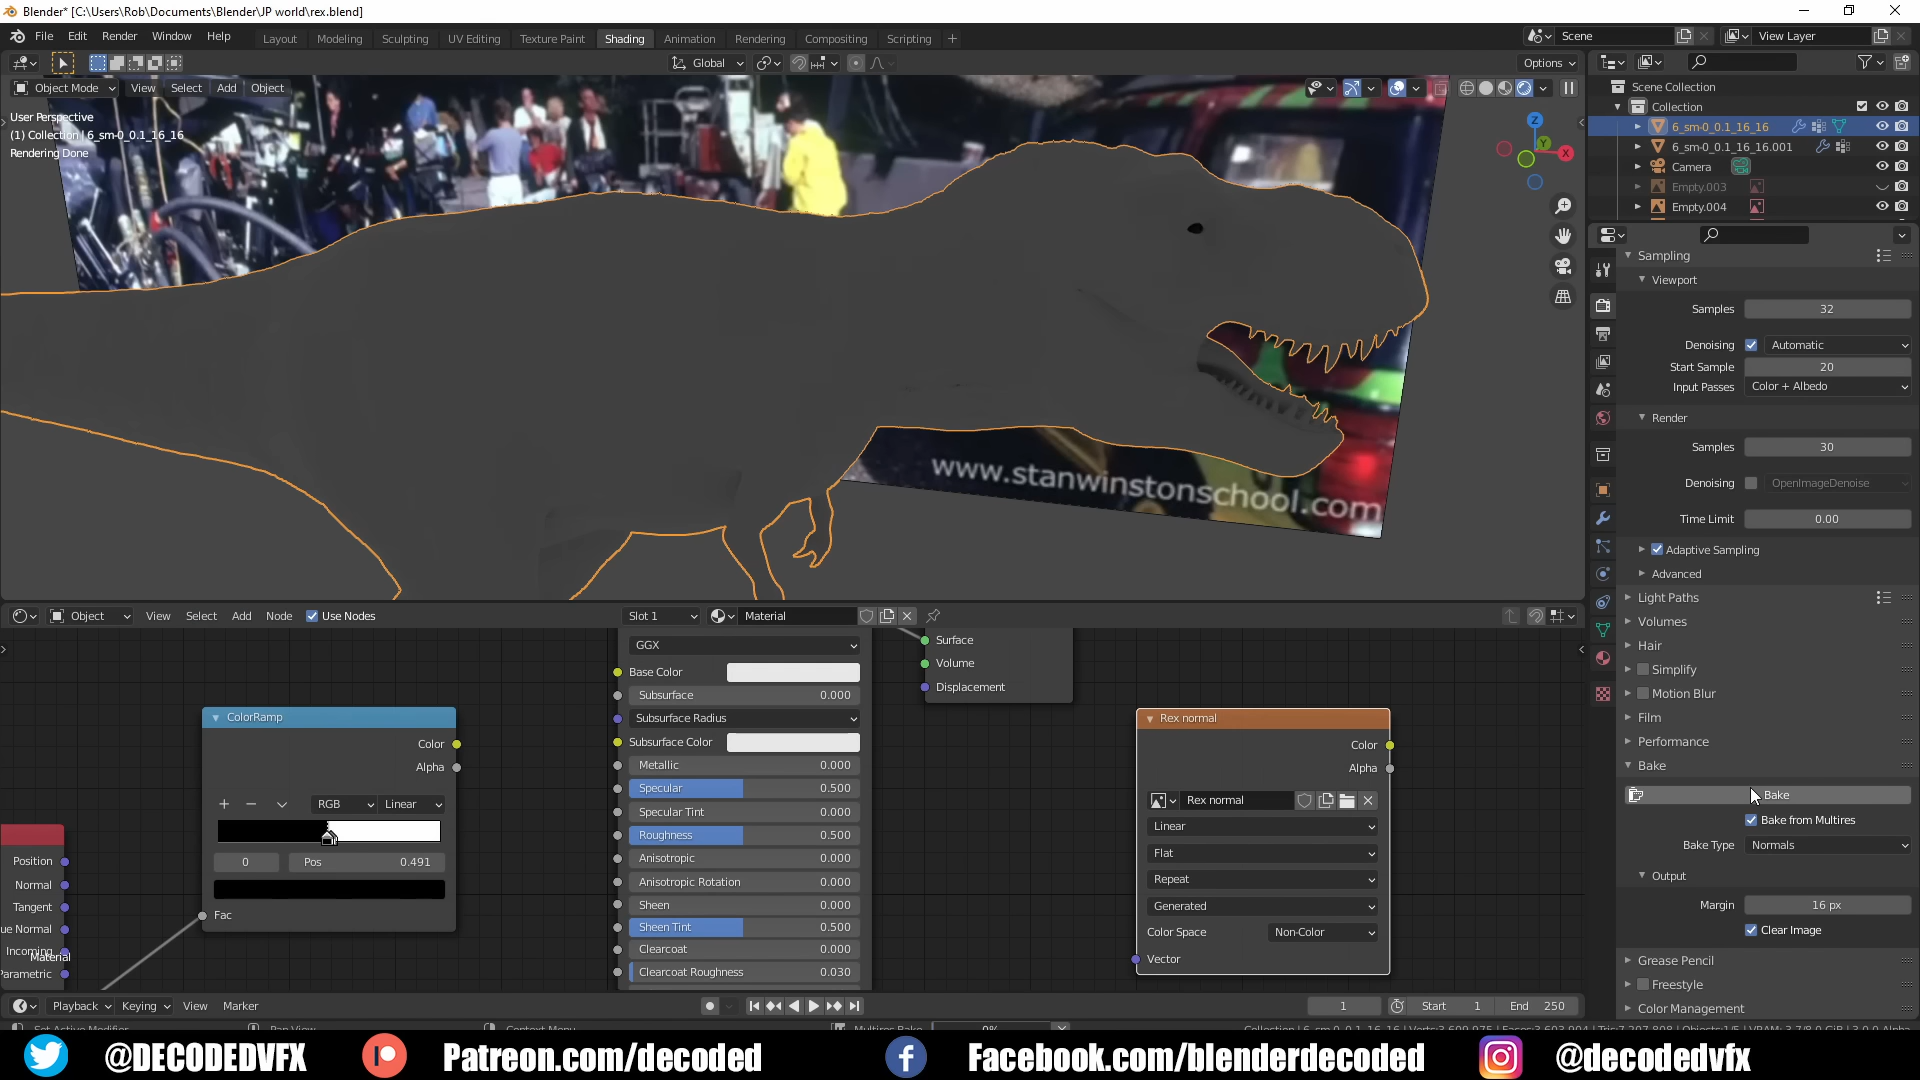 Blender* [C:\Users\Rob\Documents\Blender\JP world\rex.blend]
File Edit Render Window Help
Layout Modeling Sculpting UV Editing Texture Paint Shading Animation Rendering Compositing Scripting +
Scene
View Layer
Global
Options
Object Mode View Select Add Object
User Perspective
(1) Collection | 6_sm-0_0.1_16_16
Rendering Done
Z
Y
X
www.stanwinstonschool.com
Scene Collection
Collection
6_sm-0_0.1_16_16
6_sm-0_0.1_16_16.001
Camera
Empty.003
Empty.004
Sampling
Viewport
Samples 32
Denoising Automatic
Start Sample 20
Input Passes Color + Albedo
Render
Samples 30
Denoising OpenImageDenoise
Time Limit 0.00
Adaptive Sampling
Advanced
Light Paths
Volumes
Hair
Simplify
Motion Blur
Film
Performance
Bake
Bake
Bake from Multires
Bake Type Normals
Output
Margin 16 px
Clear Image
Grease Pencil
Freestyle
Color Management
Object View Select Add Node Use Nodes Slot 1 Material
Position
Normal
Tangent
ue Normal
Incoming
Material
Parametric
ColorRamp
Color
Alpha
RGB Linear
0 Pos 0.491
Fac
GGX
Base Color
Subsurface 0.000
Subsurface Radius
Subsurface Color
Metallic 0.000
Specular 0.500
Specular Tint 0.000
Roughness 0.500
Anisotropic 0.000
Anisotropic Rotation 0.000
Sheen 0.000
Sheen Tint 0.500
Clearcoat 0.000
Clearcoat Roughness 0.030
Surface
Volume
Displacement
Rex normal
Color
Alpha
Rex normal
Linear
Flat
Repeat
Generated
Color Space Non-Color
Vector
Playback Keying View Marker
1 Start 1 End 250
@DECODEDVFX Patreon.com/decoded Facebook.com/blenderdecoded @decodedvfx